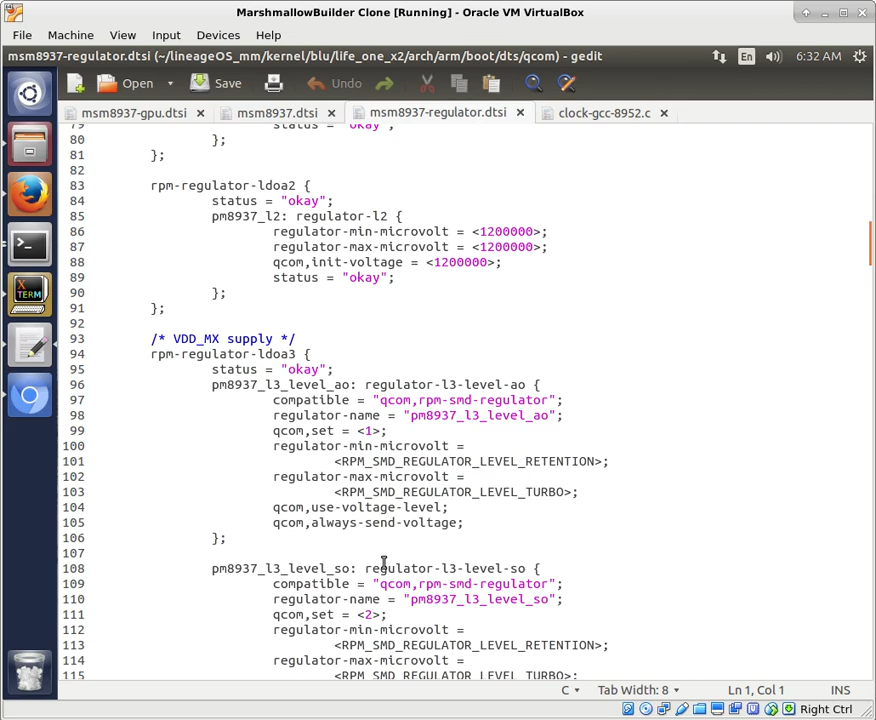 MarshmallowBuilder Clone [Running] - Oracle VM VirtualBox
File Machine View Input Devices Help
msm8937-regulator.dtsi (~/lineageOS_mm/kernel/blu/life_one_x2/arch/arm/boot/dts/qcom) - gedit En 6:32 AM
Open Save Undo
msm8937-gpu.dtsi msm8937.dtsi msm8937-regulator.dtsi clock-gcc-8952.c
79 status = "okay";
80 };
81 };
82
83 rpm-regulator-ldoa2 {
84 status = "okay";
85 pm8937_l2: regulator-l2 {
86 regulator-min-microvolt = <1200000>;
87 regulator-max-microvolt = <1200000>;
88 qcom,init-voltage = <1200000>;
89 status = "okay";
90 };
91 };
92
93 /* VDD_MX supply */
94 rpm-regulator-ldoa3 {
95 status = "okay";
96 pm8937_l3_level_ao: regulator-l3-level-ao {
97 compatible = "qcom,rpm-smd-regulator";
98 regulator-name = "pm8937_l3_level_ao";
99 qcom,set = <1>;
100 regulator-min-microvolt =
101 <RPM_SMD_REGULATOR_LEVEL_RETENTION>;
102 regulator-max-microvolt =
103 <RPM_SMD_REGULATOR_LEVEL_TURBO>;
104 qcom,use-voltage-level;
105 qcom,always-send-voltage;
106 };
107
108 pm8937_l3_level_so: regulator-l3-level-so {
109 compatible = "qcom,rpm-smd-regulator";
110 regulator-name = "pm8937_l3_level_so";
111 qcom,set = <2>;
112 regulator-min-microvolt =
113 <RPM_SMD_REGULATOR_LEVEL_RETENTION>;
114 regulator-max-microvolt =
115 <RPM_SMD_REGULATOR_LEVEL_TURBO>;
C Tab Width: 8 Ln 1, Col 1 INS
Right Ctrl
X
TERM